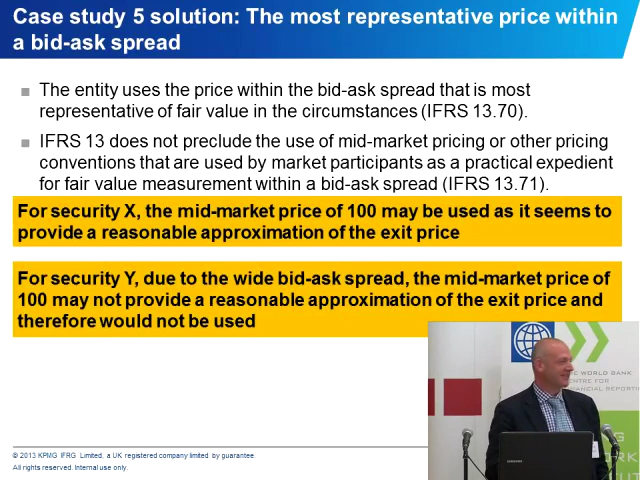 Case study 5 solution: The most representative price within
a bid-ask spread
The entity uses the price within the bid-ask spread that is most
representative of fair value in the circumstances (IFRS 13.70).
IFRS 13 does not preclude the use of mid-market pricing or other pricing
conventions that are used by market participants as a practical expedient
for fair value measurement within a bid-ask spread (IFRS 13.71).
For security X, the mid-market price of 100 may be used as it seems to
provide a reasonable approximation of the exit price
For security Y, due to the wide bid-ask spread, the mid-market price of
100 may not provide a reasonable approximation of the exit price and
therefore would not be used
WORLD BANK
CENTRE FOR
FINANCIAL REPORTI
SAMSUNG
© 2013 KPMG IFRG Limited, a UK registered company limited by guarantee.
All rights reserved. Internal use only.